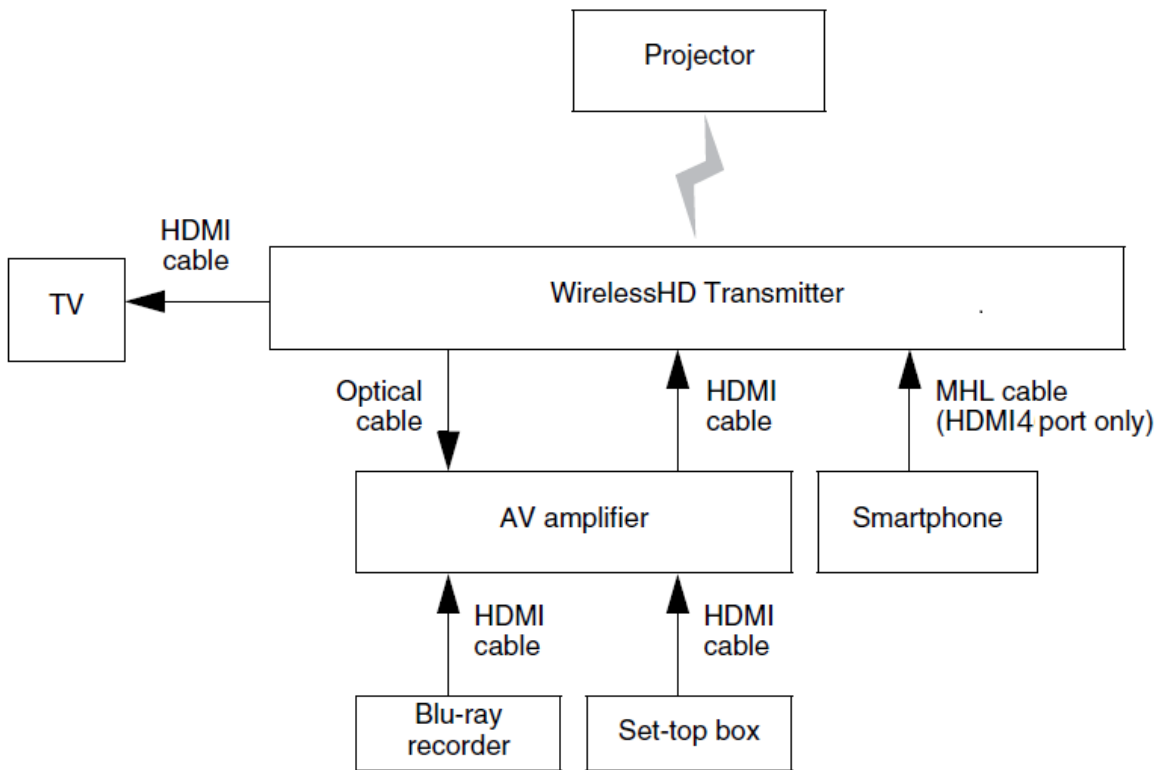 Projector
HDMI
cable
TV
WirelessHD Transmitter
.
Optical
cable
HDMI
cable
MHL cable
(HDMI4 port only)
AV amplifier
Smartphone
HDMI
cable
HDMI
cable
Blu-ray
recorder
Set-top box